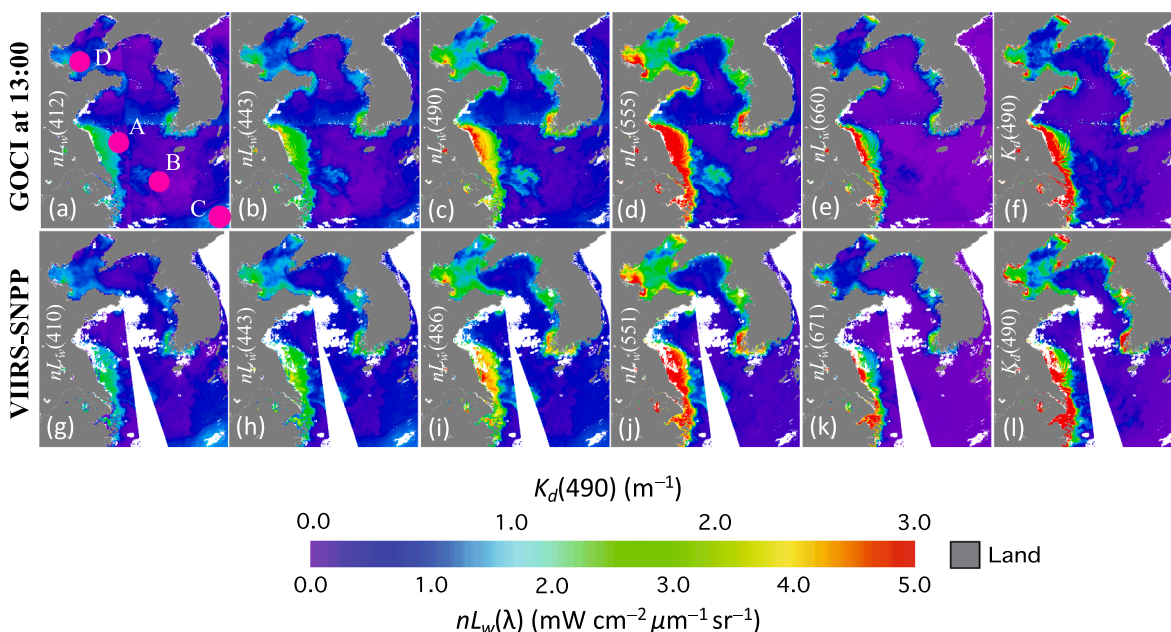 GOCI at 13:00
nLw(412)
D
A
B
C
(a)
nLw(443)
(b)
nLw(490)
(c)
nLw(555)
(d)
nLw(660)
(e)
Kd(490)
(f)
VIIRS-SNPP
nLw(410)
(g)
nLw(443)
(h)
nLw(486)
(i)
nLw(551)
(j)
nLw(671)
(k)
Kd(490)
(l)
Kd(490) (m⁻¹)
0.0 1.0 2.0 3.0
Land
0.0 1.0 2.0 3.0 4.0 5.0
nLw(λ) (mW cm⁻² μm⁻¹ sr⁻¹)